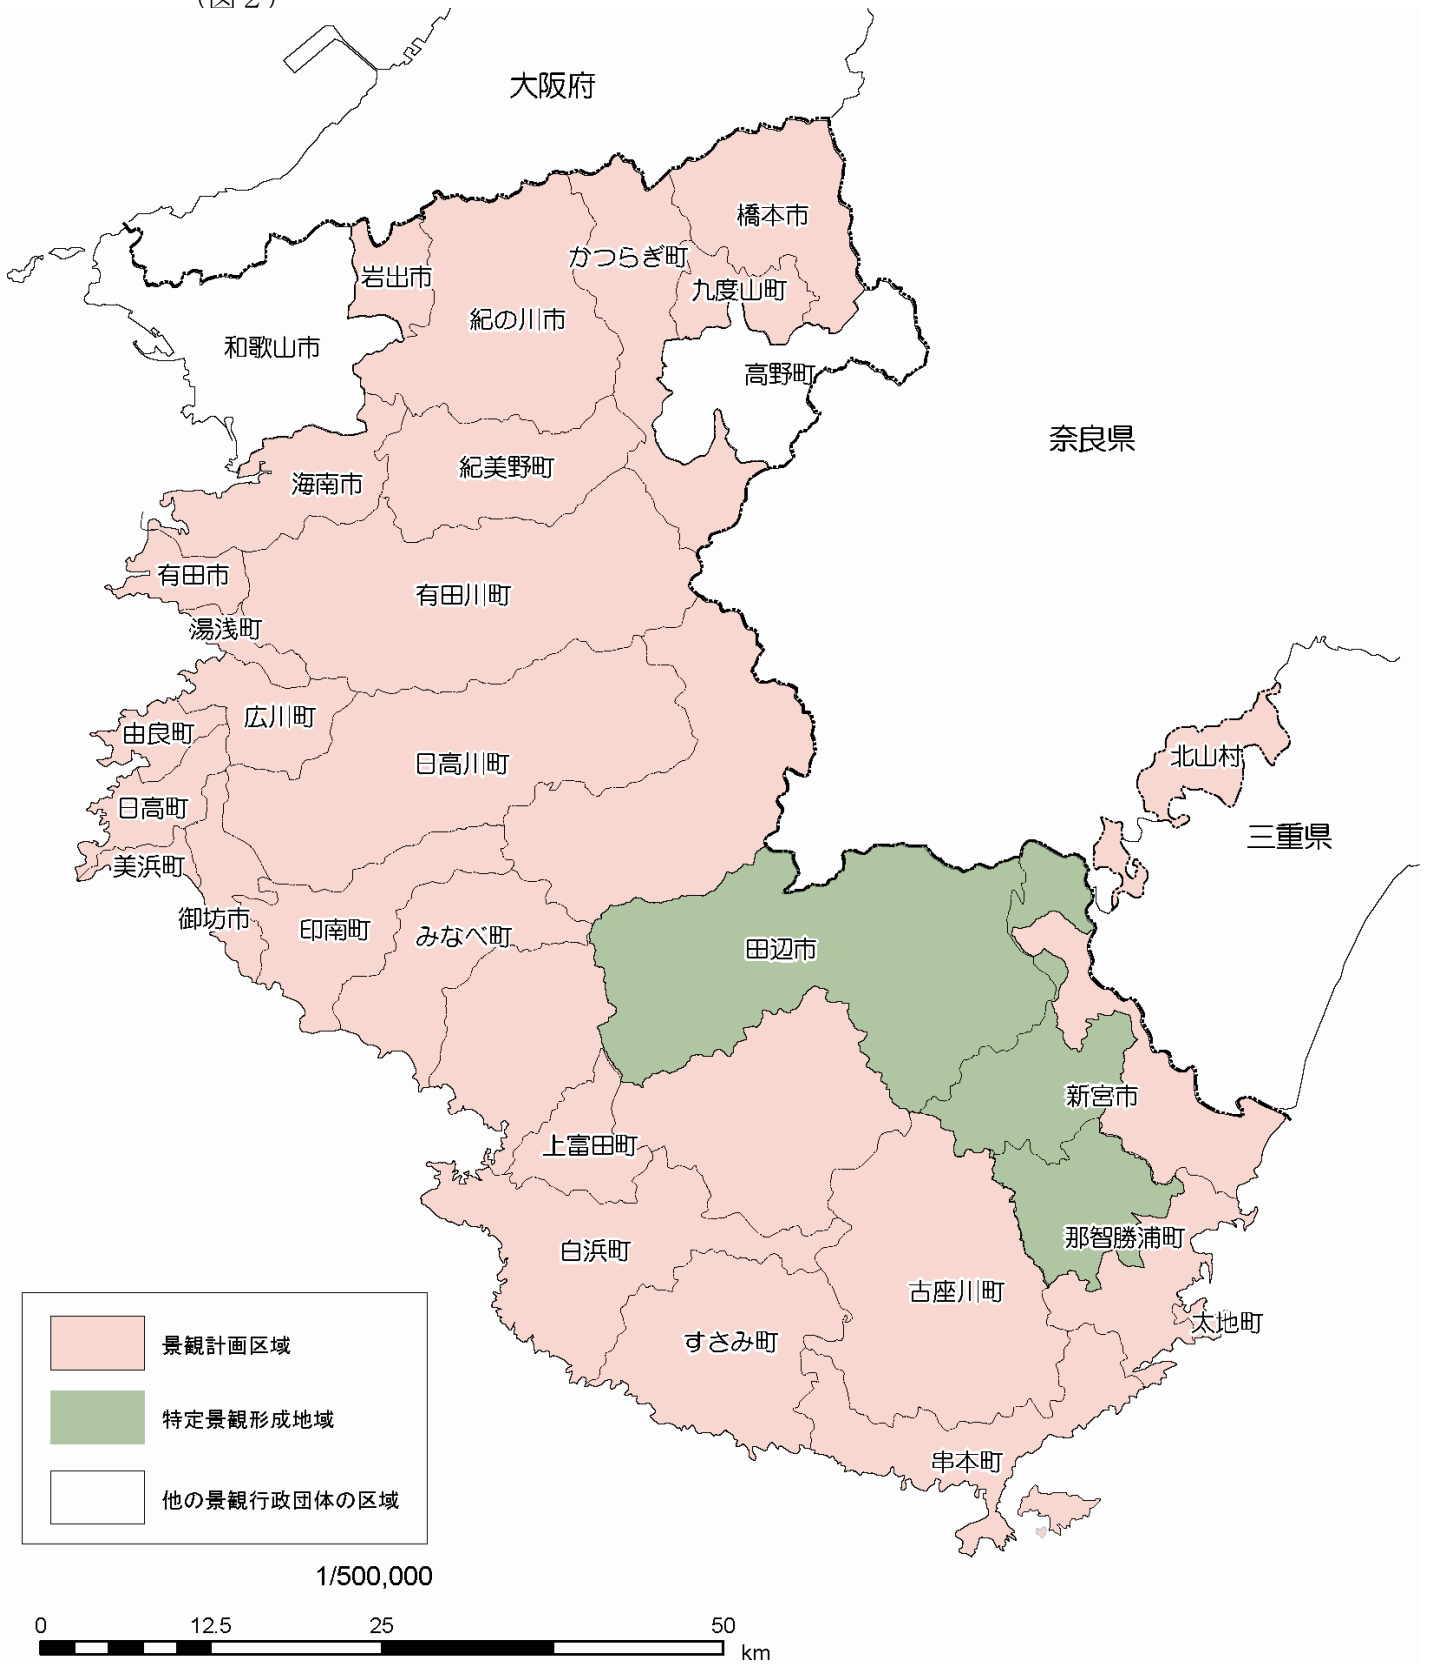 （図２）
大阪府
橋本市
かつらぎ町
岩出市
九度山町
紀の川市
和歌山市
高野町
奈良県
紀美野町
海南市
有田市
有田川町
湯浅町
広川町
由良町
北山村
日高川町
日高町
三重県
美浜町
御坊市
印南町
みなべ町
田辺市
新宮市
上富田町
那智勝浦町
白浜町
古座川町
太地町
すさみ町
景観計画区域
特定景観形成地域
串本町
他の景観行政団体の区域
1/500,000
0 12.5 25 50
km